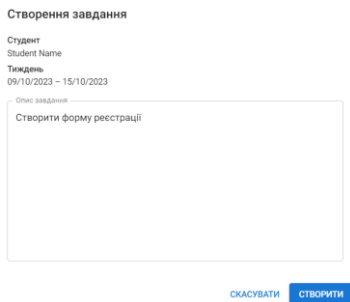 Створення завдання
Студент
Student Name
Тиждень
09/10/2023 – 15/10/2023
Опис завдання
Створити форму реєстрації
СКАСУВАТИ СТВОРИТИ